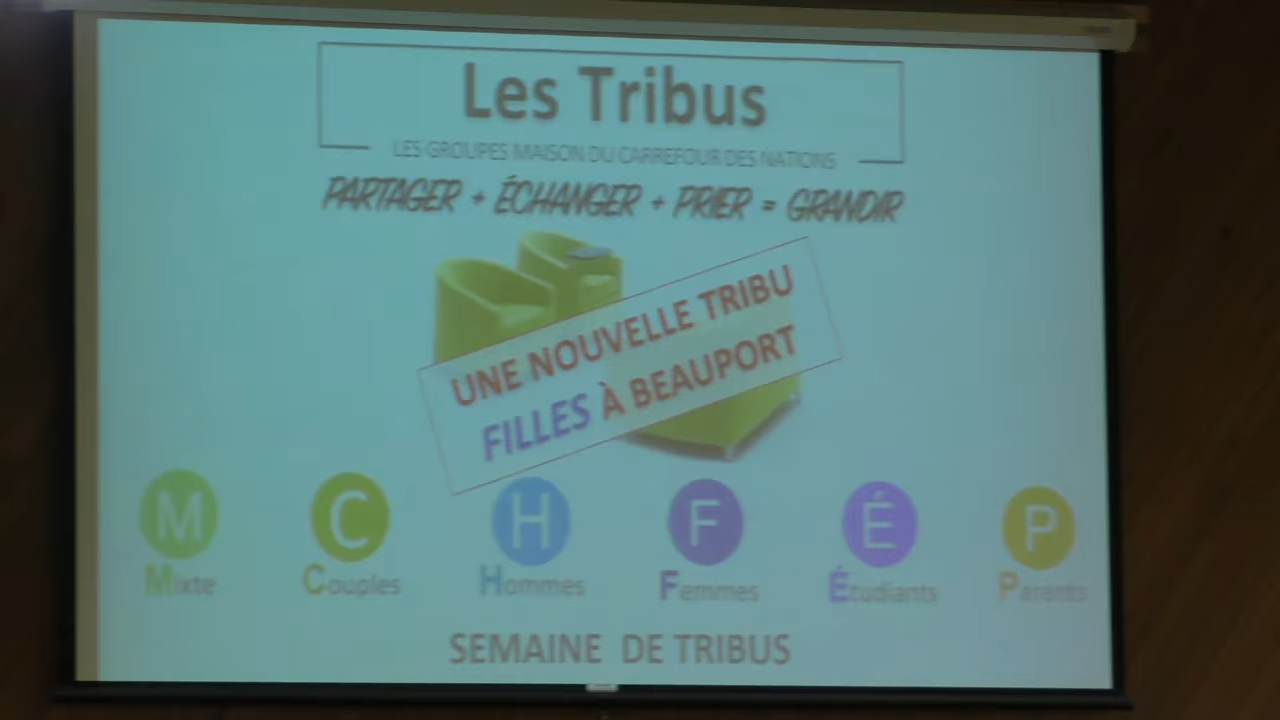 Les Tribus
LES GROUPES MAISON DU CARREFOUR DES NATIONS
PARTAGER + ÉCHANGER + PRIER = GRANDIR
UNE NOUVELLE TRIBU
FILLES À BEAUPORT
M C H F É P
Mixte Couples Hommes Femmes Étudiants Parents
SEMAINE DE TRIBUS